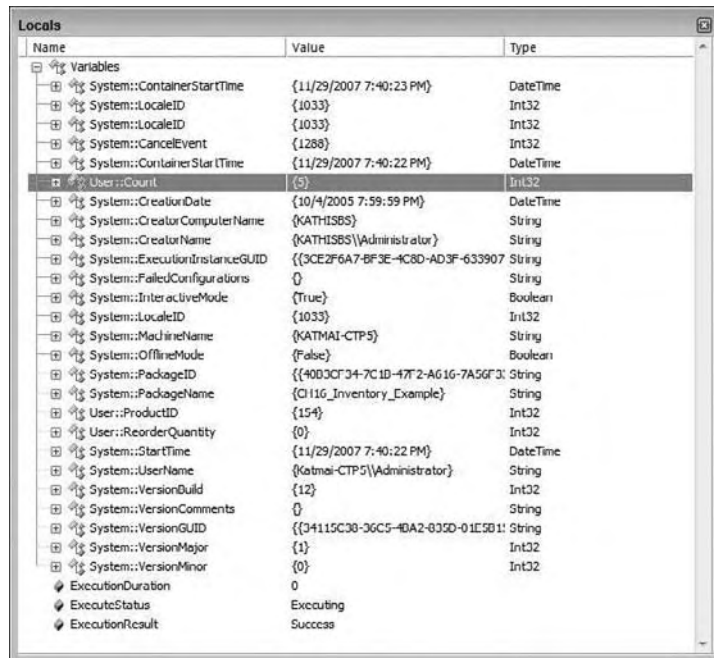 Locals
Name Value Type
Variables
System::ContainerStartTime {11/29/2007 7:40:23 PM} DateTime
System::LocaleID {1033} Int32
System::LocaleID {1033} Int32
System::CancelEvent {1288} Int32
System::ContainerStartTime {11/29/2007 7:40:22 PM} DateTime
User::Count {5} Int32
System::CreationDate {10/4/2005 7:59:59 PM} DateTime
System::CreatorComputerName {KATHISBS} String
System::CreatorName {KATHISBS\\Administrator} String
System::ExecutionInstanceGUID {{3CE2F6A7-BF3E-4C8D-AD3F-633907 String
System::FailedConfigurations {} String
System::InteractiveMode {True} Boolean
System::LocaleID {1033} Int32
System::MachineName {KATMAI-CTP5} String
System::OfflineMode {False} Boolean
System::PackageID String
System::PackageName {CH16_Inventory_Example} String
User::ProductID {154} Int32
User::ReorderQuantity {0} Int32
System::StartTime {11/29/2007 7:40:22 PM} DateTime
System::UserName {Katmai-CTP5\\Administrator} String
System::VersionBuild {12} Int32
System::VersionComments {} String
System::VersionGUID String
System::VersionMajor {1} Int32
System::VersionMinor {0} Int32
ExecutionDuration 0
ExecuteStatus Executing
ExecutionResult Success